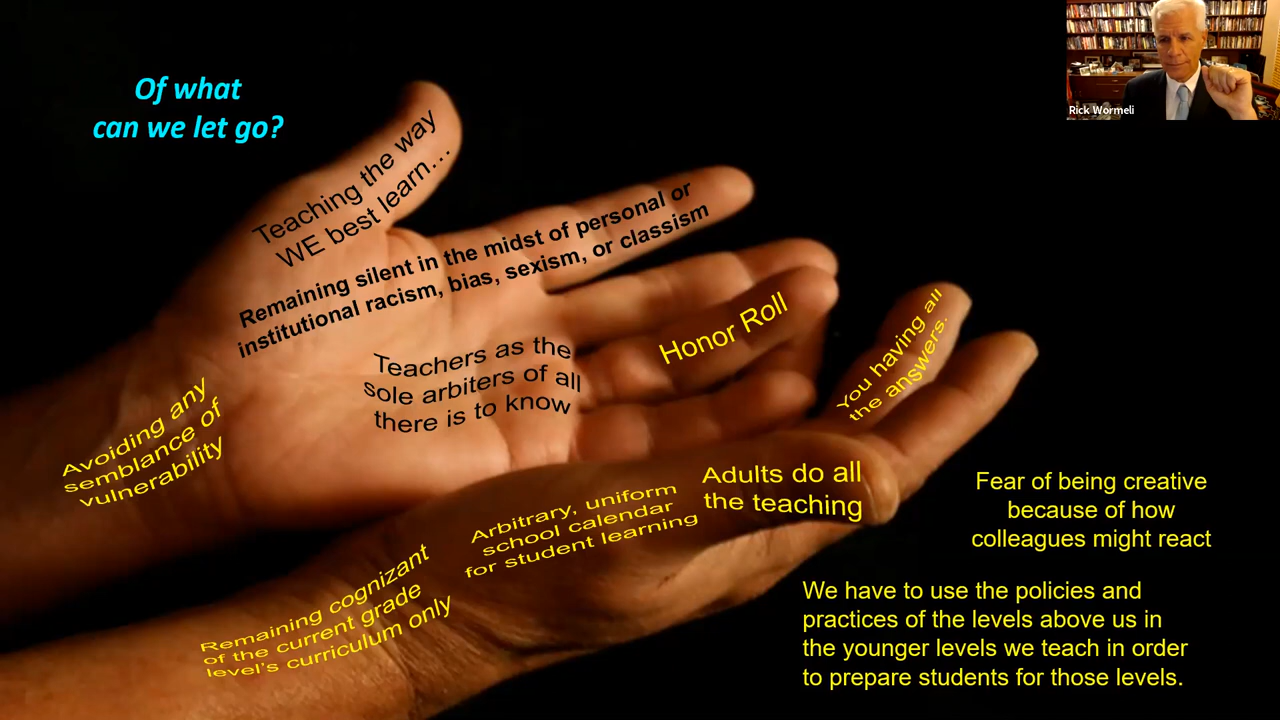 Of what
can we let go?
Rick Wormeli
Teaching the way
WE best learn...
Remaining silent in the midst of personal or
institutional racism, bias, sexism, or classism
Teachers as the
sole arbiters of all
there is to know
Honor Roll
You having all
the answers.
Avoiding any
semblance of
vulnerability
Adults do all
the teaching
Arbitrary, uniform
school calendar
for student learning
Remaining cognizant
of the current grade
level's curriculum only
Fear of being creative
because of how
colleagues might react
We have to use the policies and
practices of the levels above us in
the younger levels we teach in order
to prepare students for those levels.